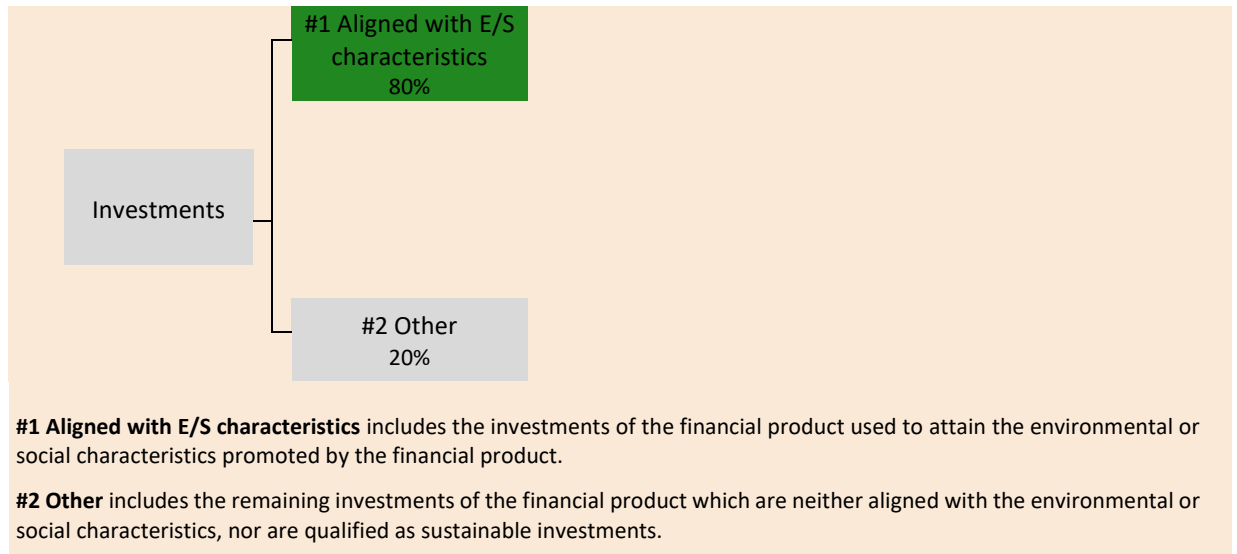 #1 Aligned with E/S
characteristics
80%
Investments
#2 Other
20%
#1 Aligned with E/S characteristics includes the investments of the financial product used to attain the environmental or
social characteristics promoted by the financial product.
#2 Other includes the remaining investments of the financial product which are neither aligned with the environmental or
social characteristics, nor are qualified as sustainable investments.